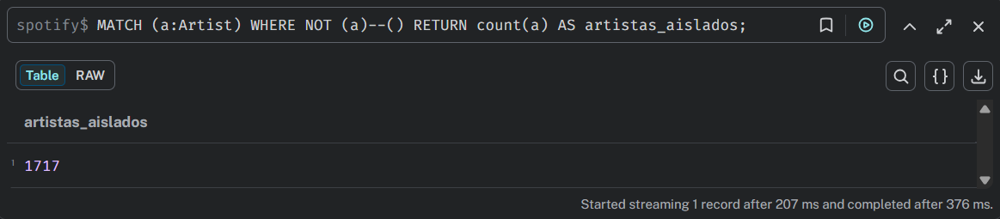 spotify$ MATCH (a:Artist) WHERE NOT (a)--() RETURN count(a) AS artistas_aislados;
Table RAW
artistas_aislados
1 1717
Started streaming 1 record after 207 ms and completed after 376 ms.